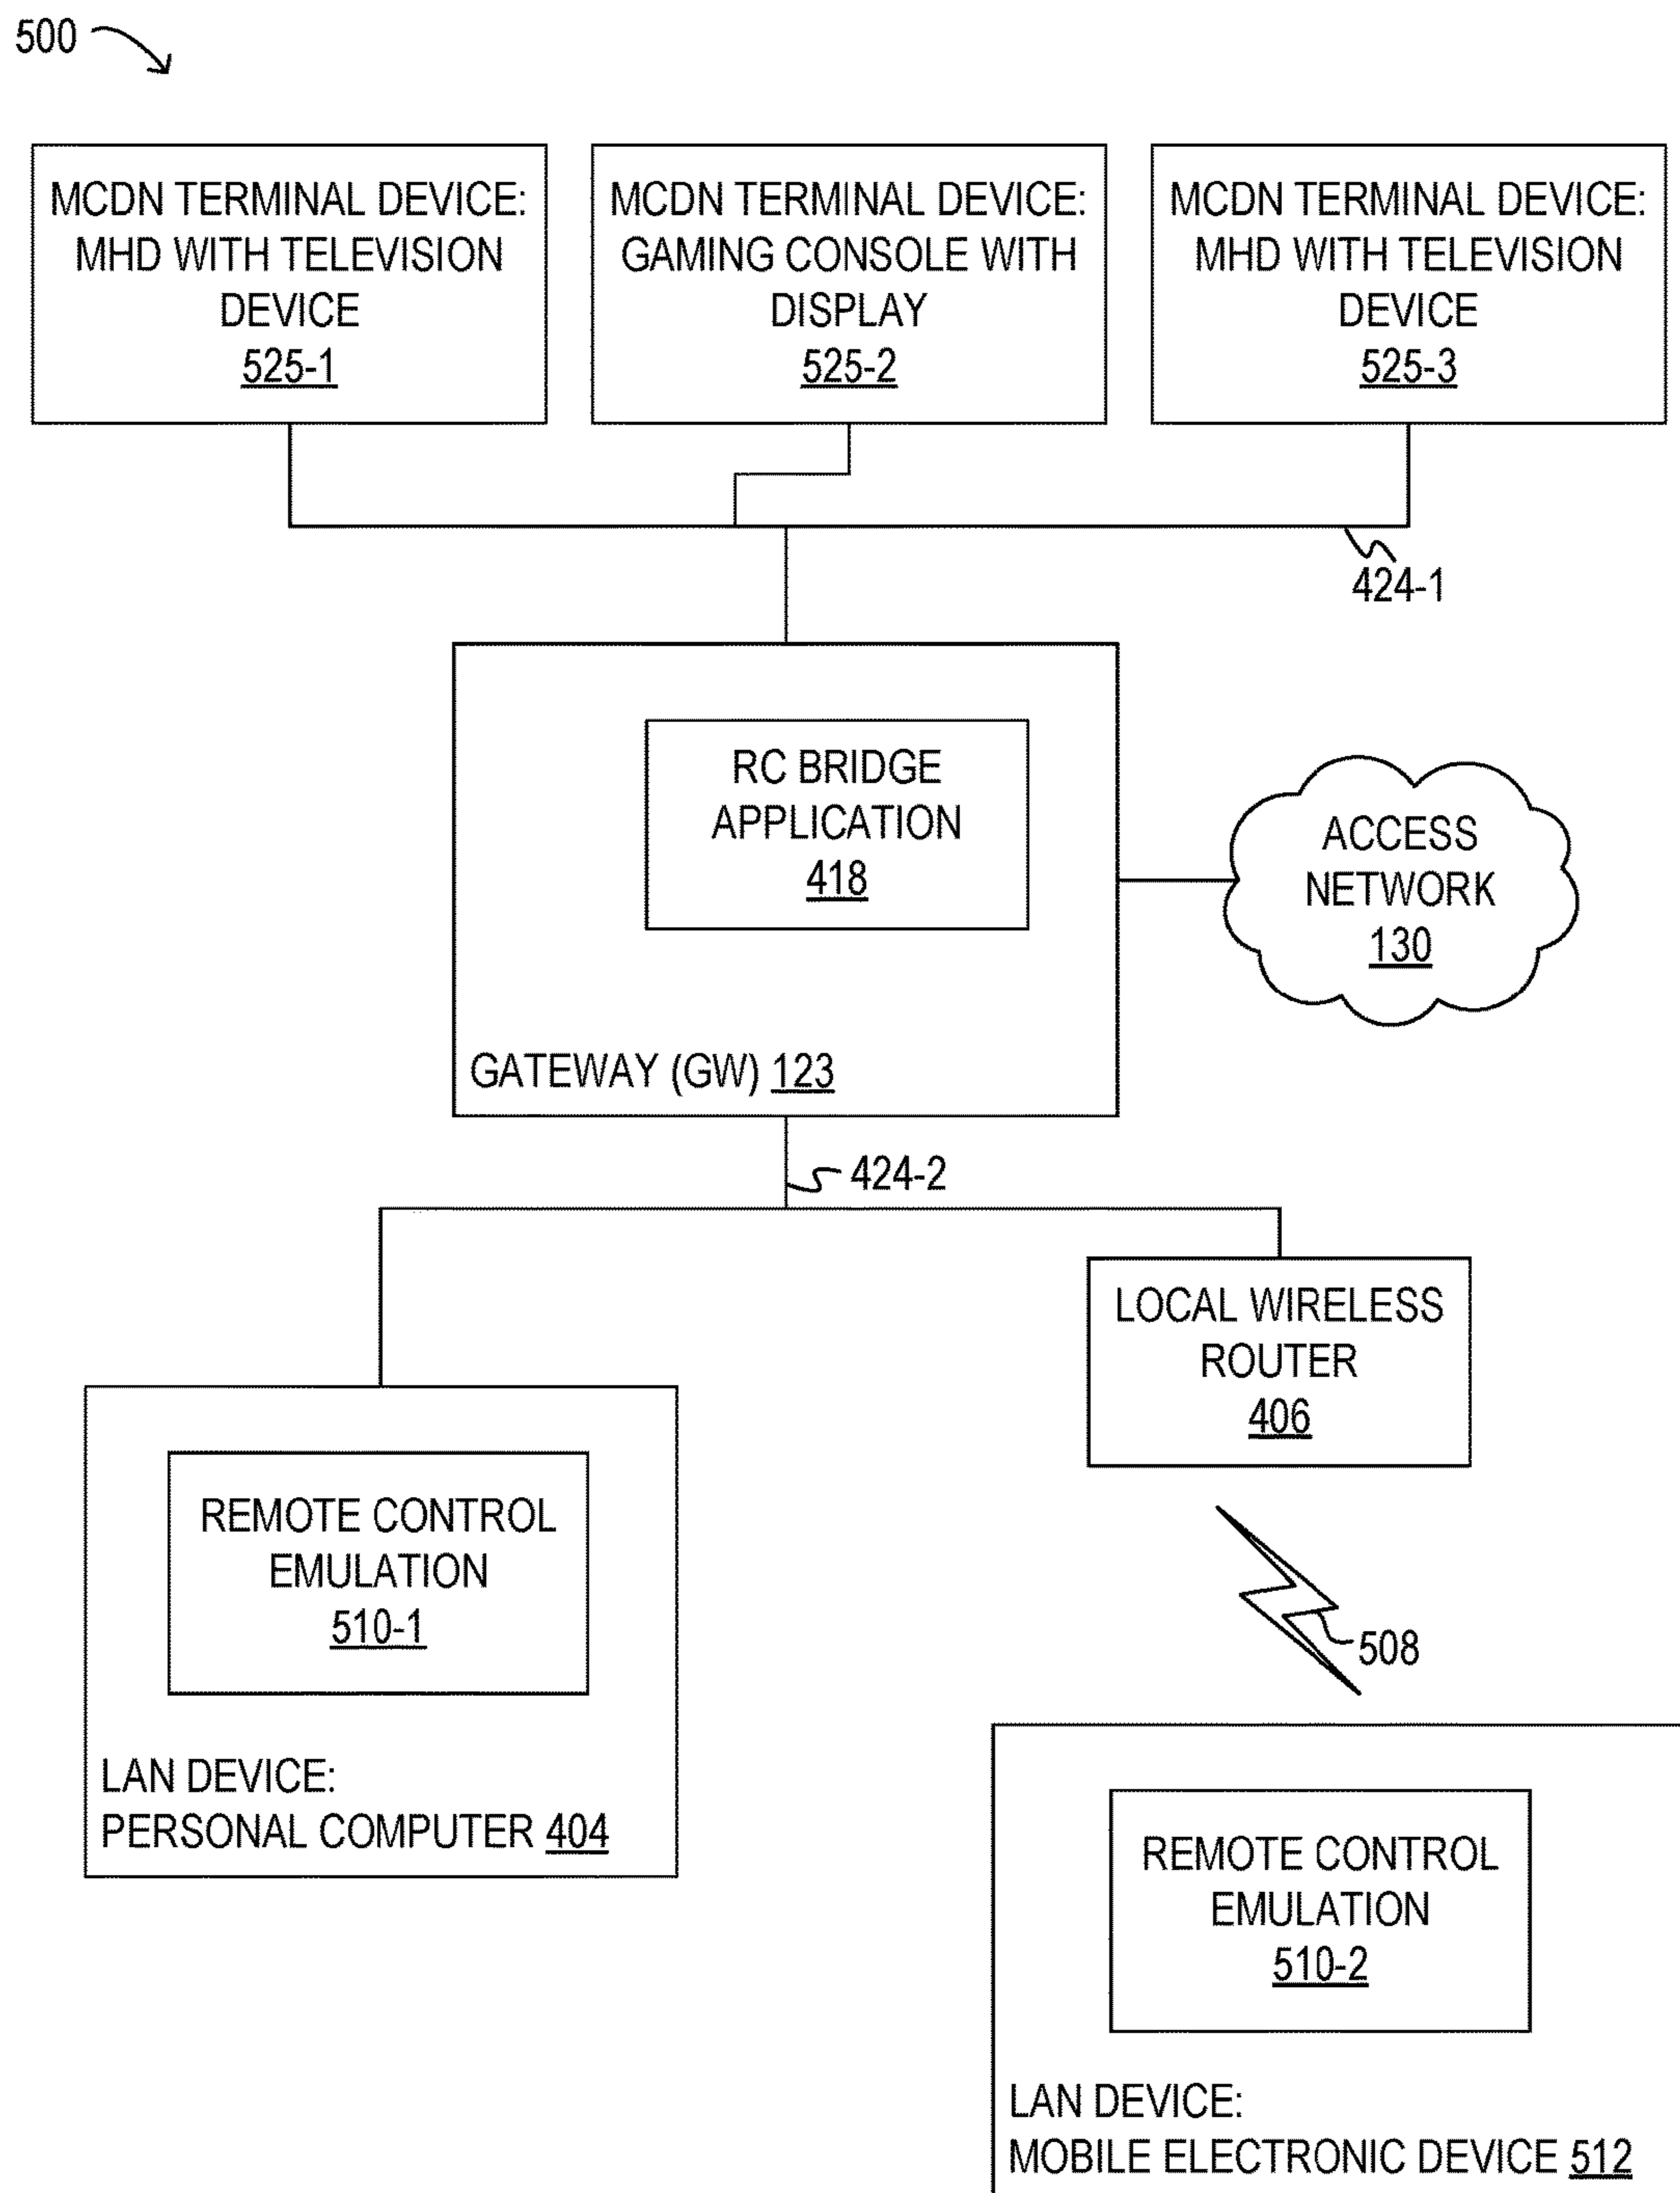 500
MCDN TERMINAL DEVICE:
MHD WITH TELEVISION
DEVICE
525-1
MCDN TERMINAL DEVICE:
GAMING CONSOLE WITH
DISPLAY
525-2
MCDN TERMINAL DEVICE:
MHD WITH TELEVISION
DEVICE
525-3
424-1
RC BRIDGE
APPLICATION
418
GATEWAY (GW) 123
ACCESS
NETWORK
130
424-2
LOCAL WIRELESS
ROUTER
406
REMOTE CONTROL
EMULATION
510-1
LAN DEVICE:
PERSONAL COMPUTER 404
508
REMOTE CONTROL
EMULATION
510-2
LAN DEVICE:
MOBILE ELECTRONIC DEVICE 512